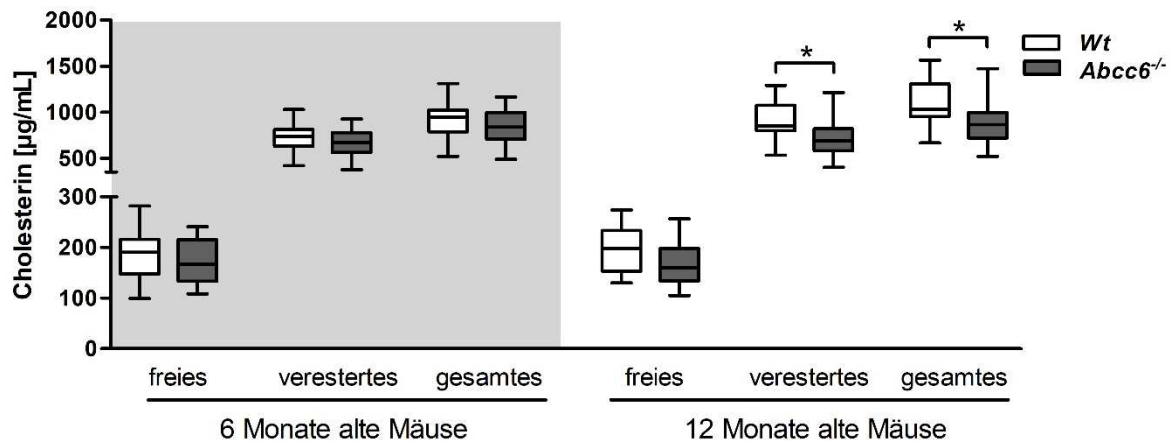 2000
1500
1000
500
300
200
100
0
Cholesterin [µg/mL]
*
*
Wt
Abcc6-/-
freies verestertes gesamtes freies verestertes gesamtes
6 Monate alte Mäuse 12 Monate alte Mäuse